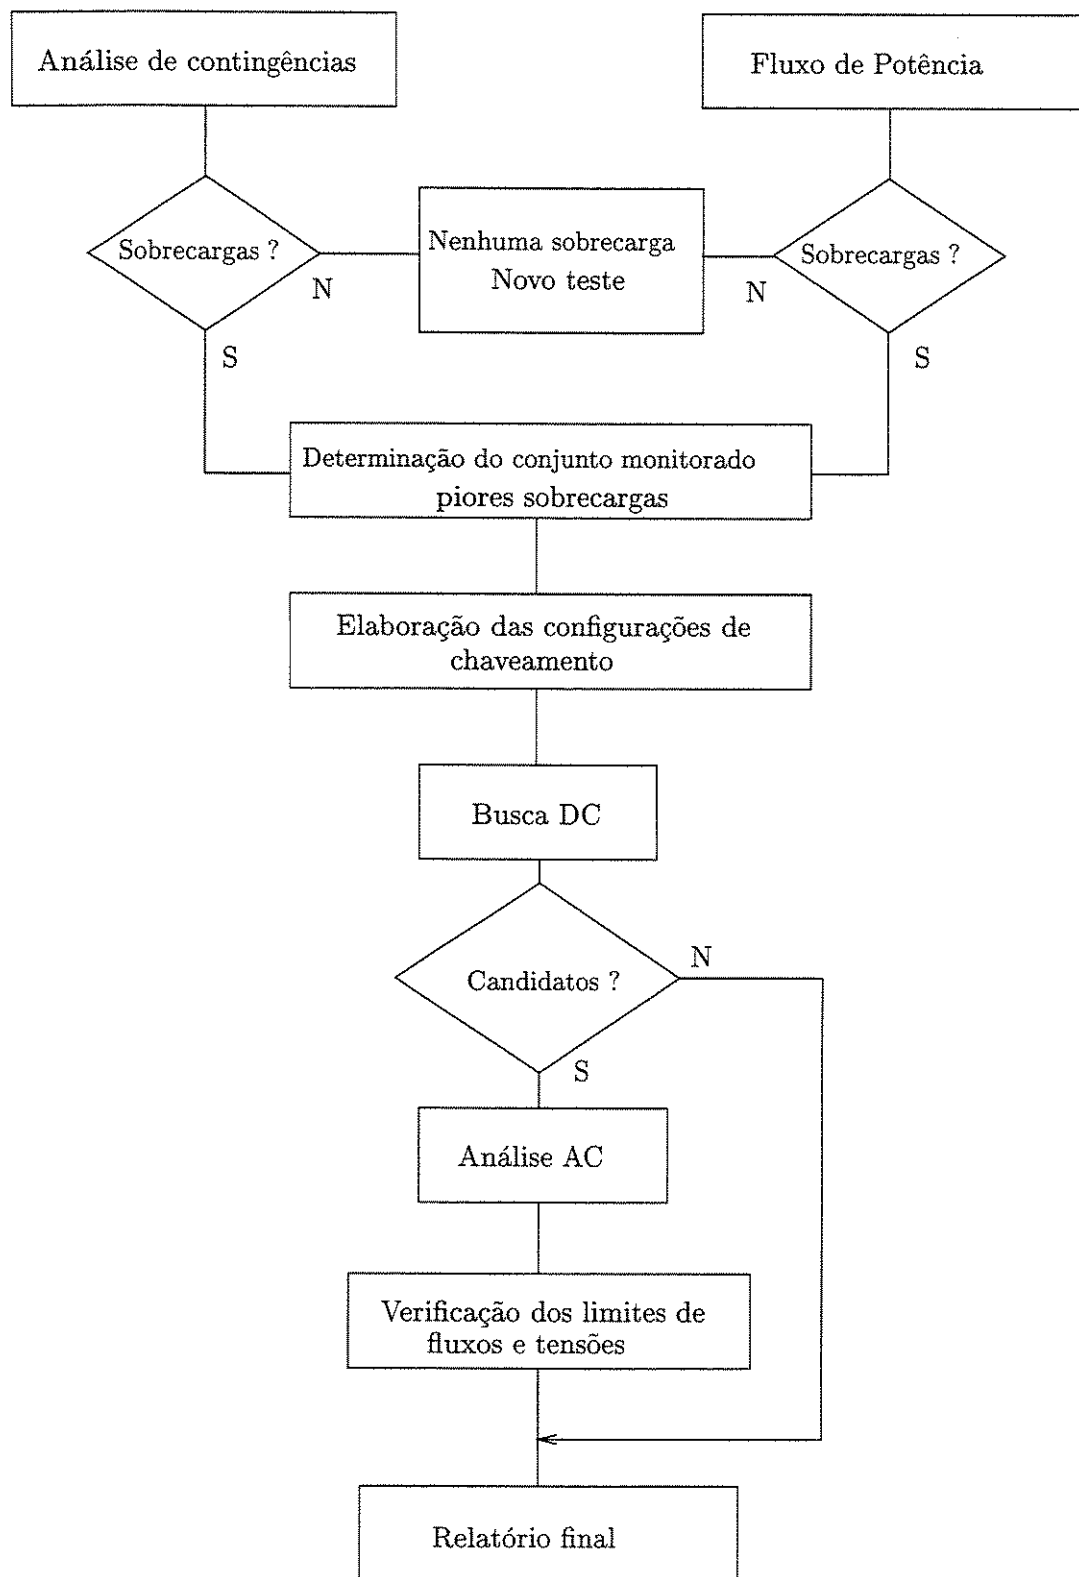 Análise de contingências
Fluxo de Potência
Sobrecargas ?
Nenhuma sobrecarga
Novo teste
Sobrecargas ?
N
N
S
S
Determinação do conjunto monitorado
piores sobrecargas
Elaboração das configurações de
chaveamento
Busca DC
N
Candidatos ?
S
Análise AC
Verificação dos limites de
fluxos e tensões
Relatório final